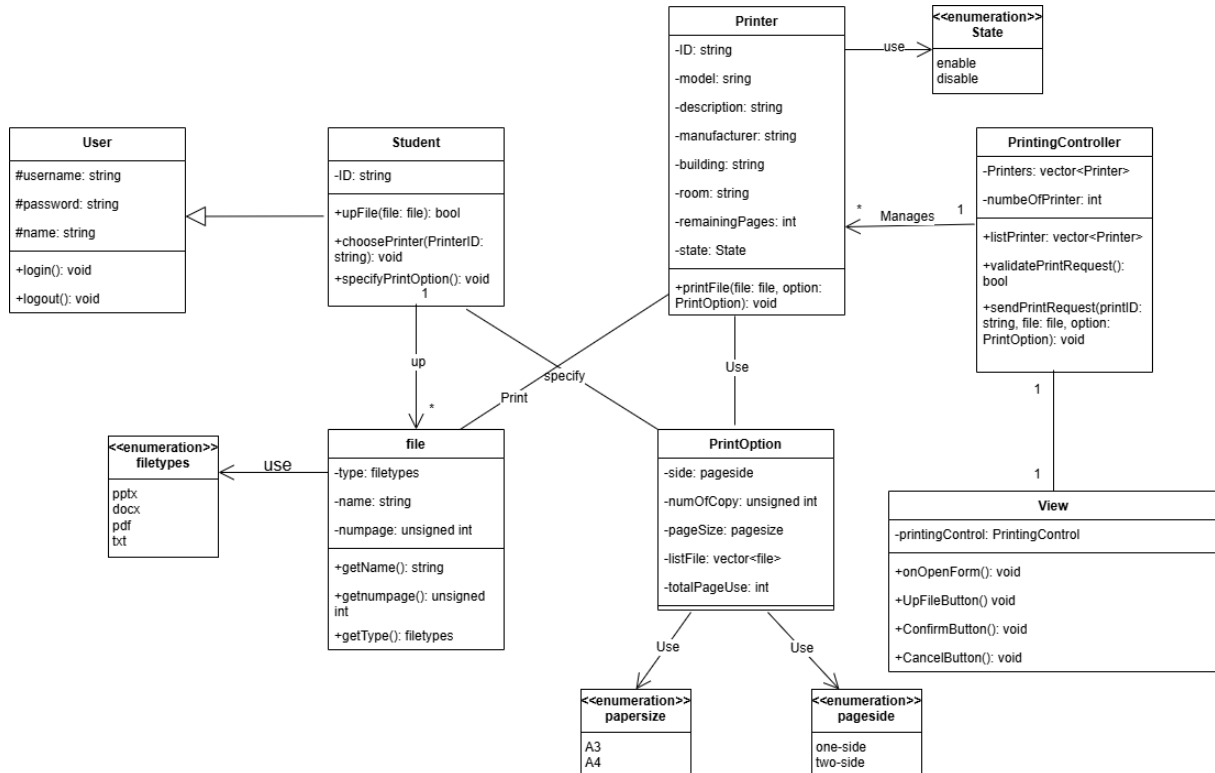 Printer
-ID: string
-model: sring
-description: string
-manufacturer: string
-building: string
-room: string
-remainingPages: int
-state: State
+printFile(file: file, option:
PrintOption): void
use
<<enumeration>>
State
enable
disable
User
#username: string
#password: string
#name: string
+login(): void
+logout(): void
Student
-ID: string
+upFile(file: file): bool
+choosePrinter(PrinterID:
string): void
+specifyPrintOption(): void
1
PrintingController
-Printers: vector<Printer>
-numbeOfPrinter: int
+listPrinter: vector<Printer>
+validatePrintRequest():
bool
+sendPrintRequest(printID:
string, file: file, option:
PrintOption): void
*
Manages
1
up
*
Print
specify
Use
1
1
<<enumeration>>
filetypes
pptx
docx
pdf
txt
use
file
-type: filetypes
-name: string
-numpage: unsigned int
+getName(): string
+getnumpage(): unsigned
int
+getType(): filetypes
PrintOption
-side: pageside
-numOfCopy: unsigned int
-pageSize: pagesize
-listFile: vector<file>
-totalPageUse: int
View
-printingControl: PrintingControl
+onOpenForm(): void
+UpFileButton() void
+ConfirmButton(): void
+CancelButton(): void
Use
Use
<<enumeration>>
papersize
A3
A4
<<enumeration>>
pageside
one-side
two-side